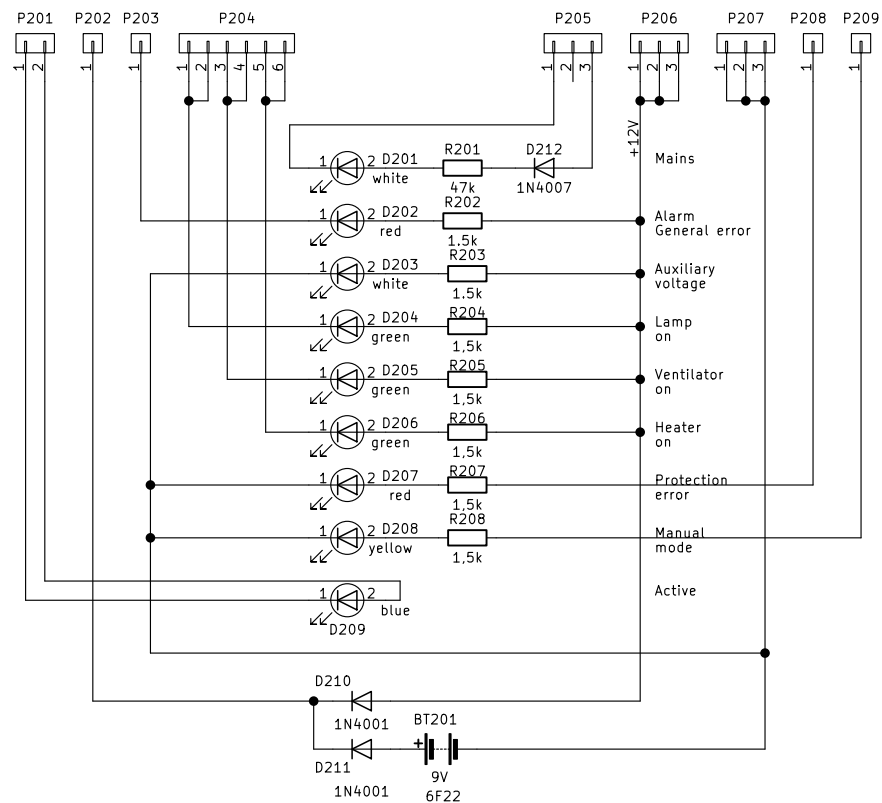 P201 P202 P203 P204 P205 P206 P207 P208 P209
1 2 1 1 1 2 3 4 5 6 1 2 3 1 2 3 1 2 3 1 1
+12V
1 2 D201 R201 D212 Mains
white 47k 1N4007
1 2 D202 R202 Alarm
red 1.5k General error
1 2 D203 R203 Auxiliary
white 1.5k voltage
1 2 D204 R204 Lamp
green 1,5k on
1 2 D205 R205 Ventilator
green 1,5k on
1 2 D206 R206 Heater
green 1,5k on
1 2 D207 R207 Protection
red 1,5k error
1 2 D208 R208 Manual
yellow 1,5k mode
1 2 Active
blue
D209
D210
1N4001 BT201
+
D211 9V
1N4001 6F22